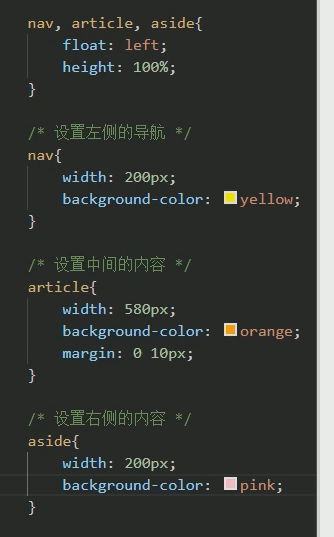 nav, article, aside{
float: left;
height: 100%;
}
/* 设置左侧的导航 */
nav{
width: 200px;
background-color: yellow;
}
/* 设置中间的内容 */
article{
width: 580px;
background-color: orange;
margin: 0 10px;
}
/* 设置右侧的内容 */
aside{
width: 200px;
background-color: pink;
}